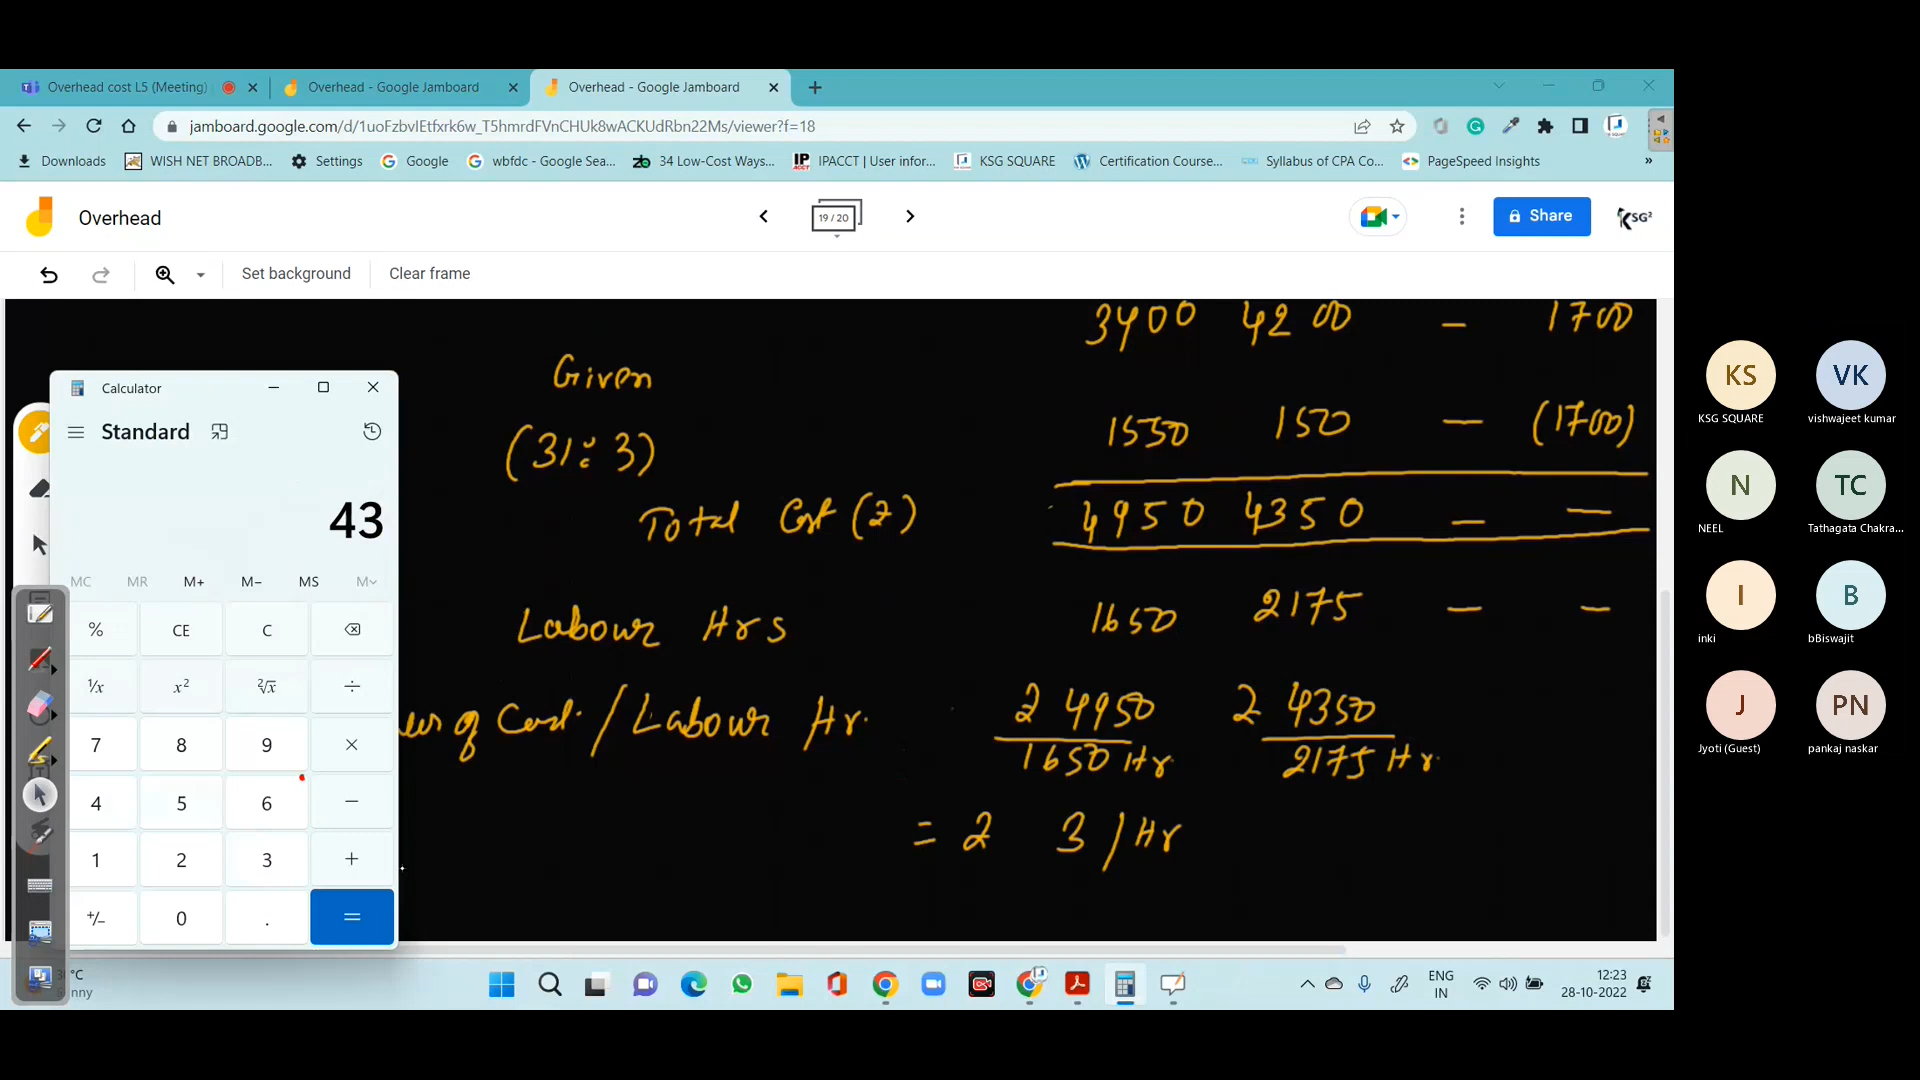 Overhead cost L5 (Meeting)
Overhead - Google Jamboard
Overhead - Google Jamboard
jamboard.google.com/d/1uoFzbvIEtfxrk6w_T5hmrdFVnCHUk8wACKUdRbn22Ms/viewer?f=18
Downloads
WISH NET BROADB...
Settings
Google
wbfdc - Google Sea...
34 Low-Cost Ways...
IPACCT | User infor...
KSG SQUARE
Certification Course...
Syllabus of CPA Co...
PageSpeed Insights
»
Overhead
19 / 20
Share
KSG²
Set background
Clear frame
3400 4200 - 1700
Given
1550 150 - (1700)
(31:3)
Total Cost (2) 4950 4350 - -
Labour Hrs 1650 2175 - -
Cost / Labour Hr. 2 4950 2 4350
1650 Hr 2175 Hr
= 2 3 / Hr
Calculator
Standard
43
MC MR M+ M− MS M
% CE C
1/x x² ²√x ÷
7 8 9 ×
4 5 6 −
1 2 3 +
+/− 0 . =
KS
KSG SQUARE
VK
vishwajeet kumar
N
NEEL
TC
Tathagata Chakra...
I
inki
B
bBiswajit
J
Jyoti (Guest)
PN
pankaj naskar
ENG
IN
12:23
28-10-2022